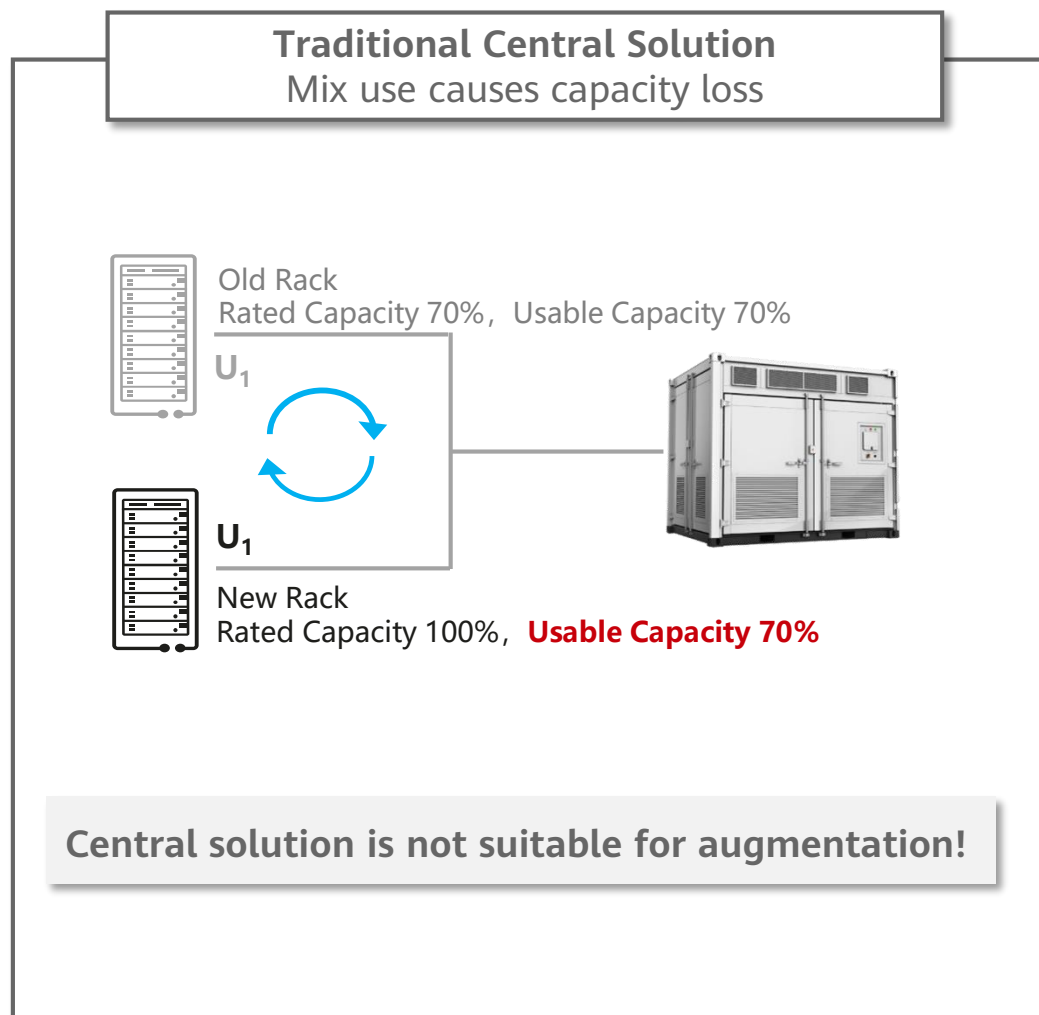 Traditional Central Solution
Mix use causes capacity loss
Old Rack
Rated Capacity 70%，Usable Capacity 70%
U₁
U₁
New Rack
Rated Capacity 100%，Usable Capacity 70%
Central solution is not suitable for augmentation!